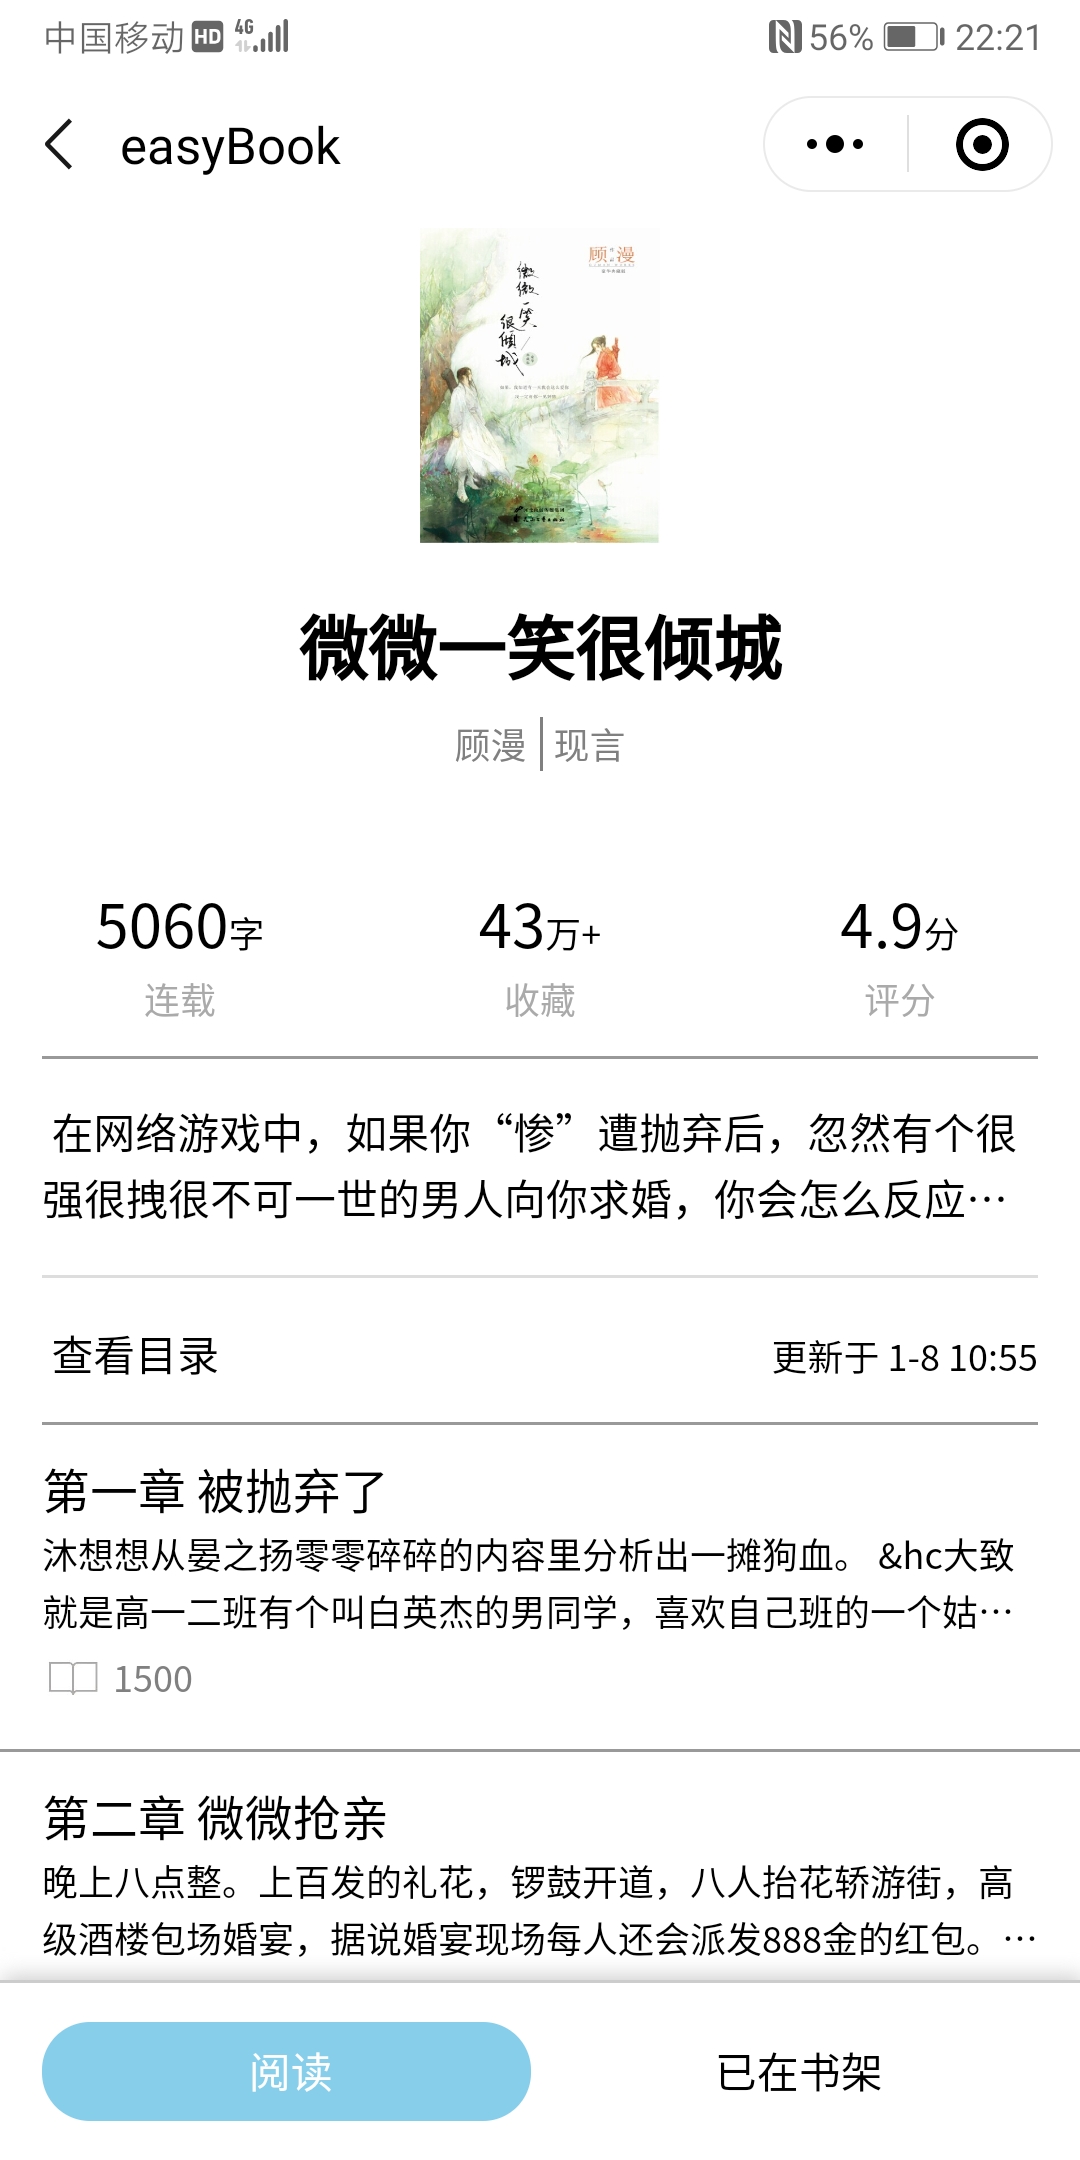 中国移动 HD 4G 56% 22:21
easyBook
顾漫
微微一笑很倾城
微微一笑很倾城
顾漫 | 现言
5060字 43万+ 4.9分
连载 收藏 评分
在网络游戏中，如果你“惨”遭抛弃后，忽然有个很
强很拽很不可一世的男人向你求婚，你会怎么反应…
查看目录 更新于 1-8 10:55
第一章 被抛弃了
沐想想从晏之扬零零碎碎的内容里分析出一摊狗血。 &hc大致
就是高一二班有个叫白英杰的男同学，喜欢自己班的一个姑…
1500
第二章 微微抢亲
晚上八点整。上百发的礼花，锣鼓开道，八人抬花轿游街，高
级酒楼包场婚宴，据说婚宴现场每人还会派发888金的红包。…
阅读 已在书架